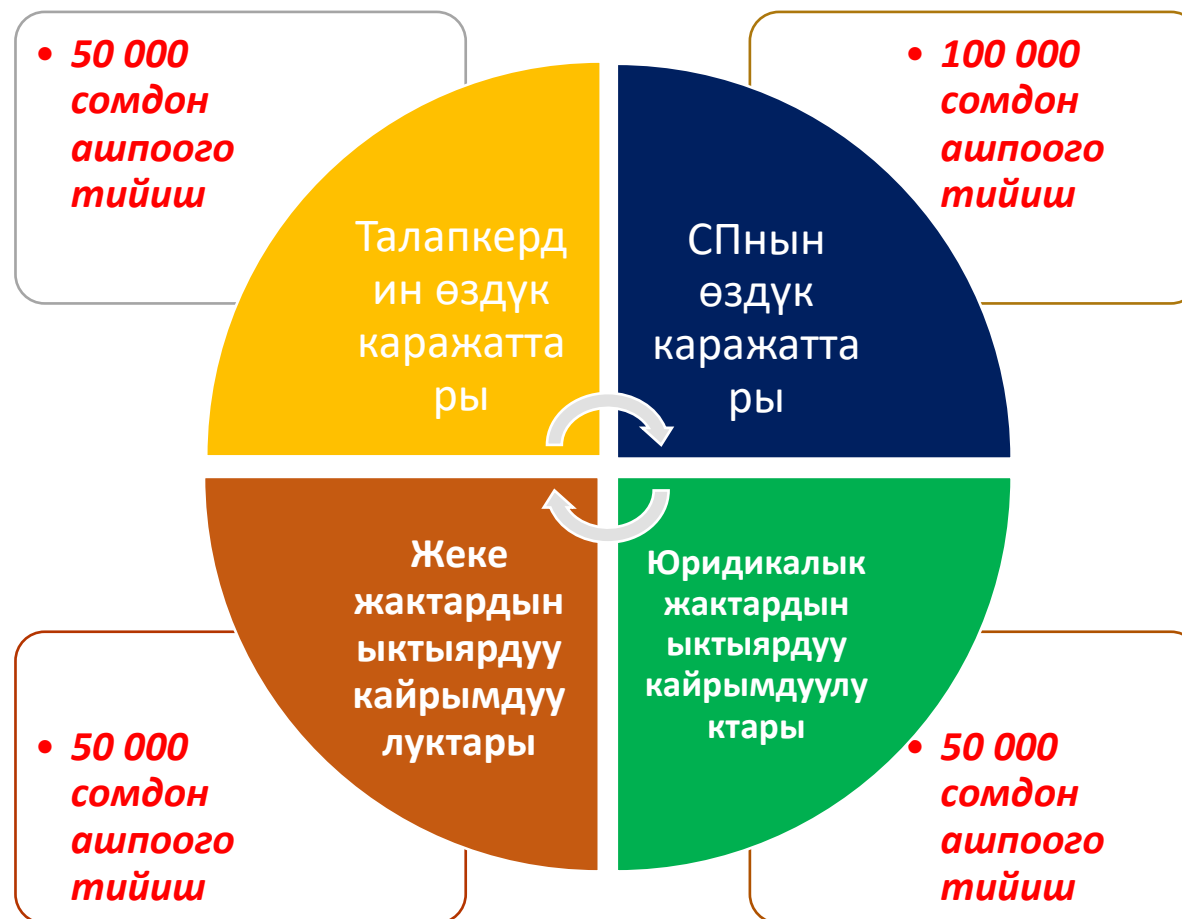 • 50 000
сомдон
ашпоого
тийиш
• 100 000
сомдон
ашпоого
тийиш
Талапкерд
ин өздүк
каражатта
ры
СПнын
өздүк
каражатта
ры
Жеке
жактардын
ыктыярдуу
кайрымдуу
луктары
Юридикалык
жактардын
ыктыярдуу
кайрымдуулу
ктары
• 50 000
сомдон
ашпоого
тийиш
• 50 000
сомдон
ашпоого
тийиш